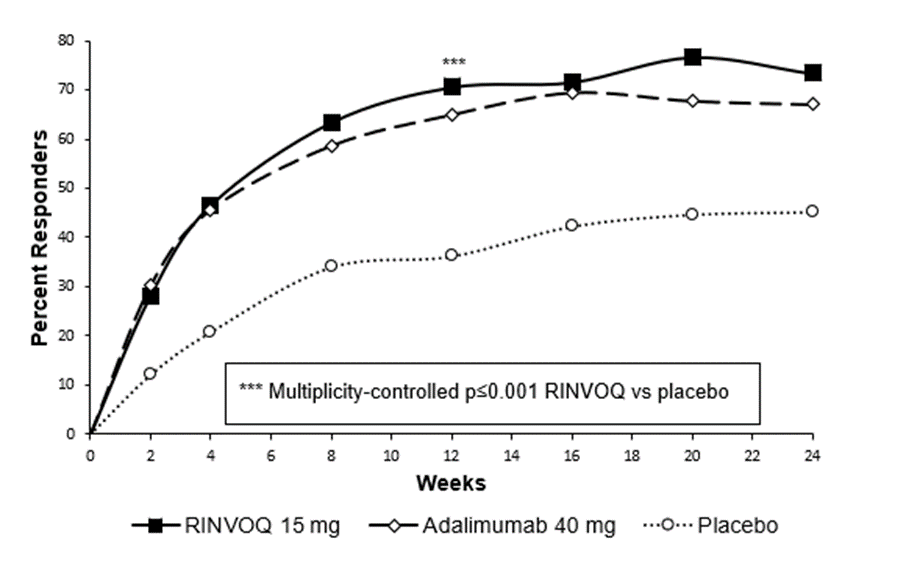 80
70
60
50
40
30
20
10
0
Percent Responders
***
*** Multiplicity-controlled p≤0.001 RINVOQ vs placebo
0 2 4 6 8 10 12 14 16 18 20 22 24
Weeks
RINVOQ 15 mg Adalimumab 40 mg Placebo